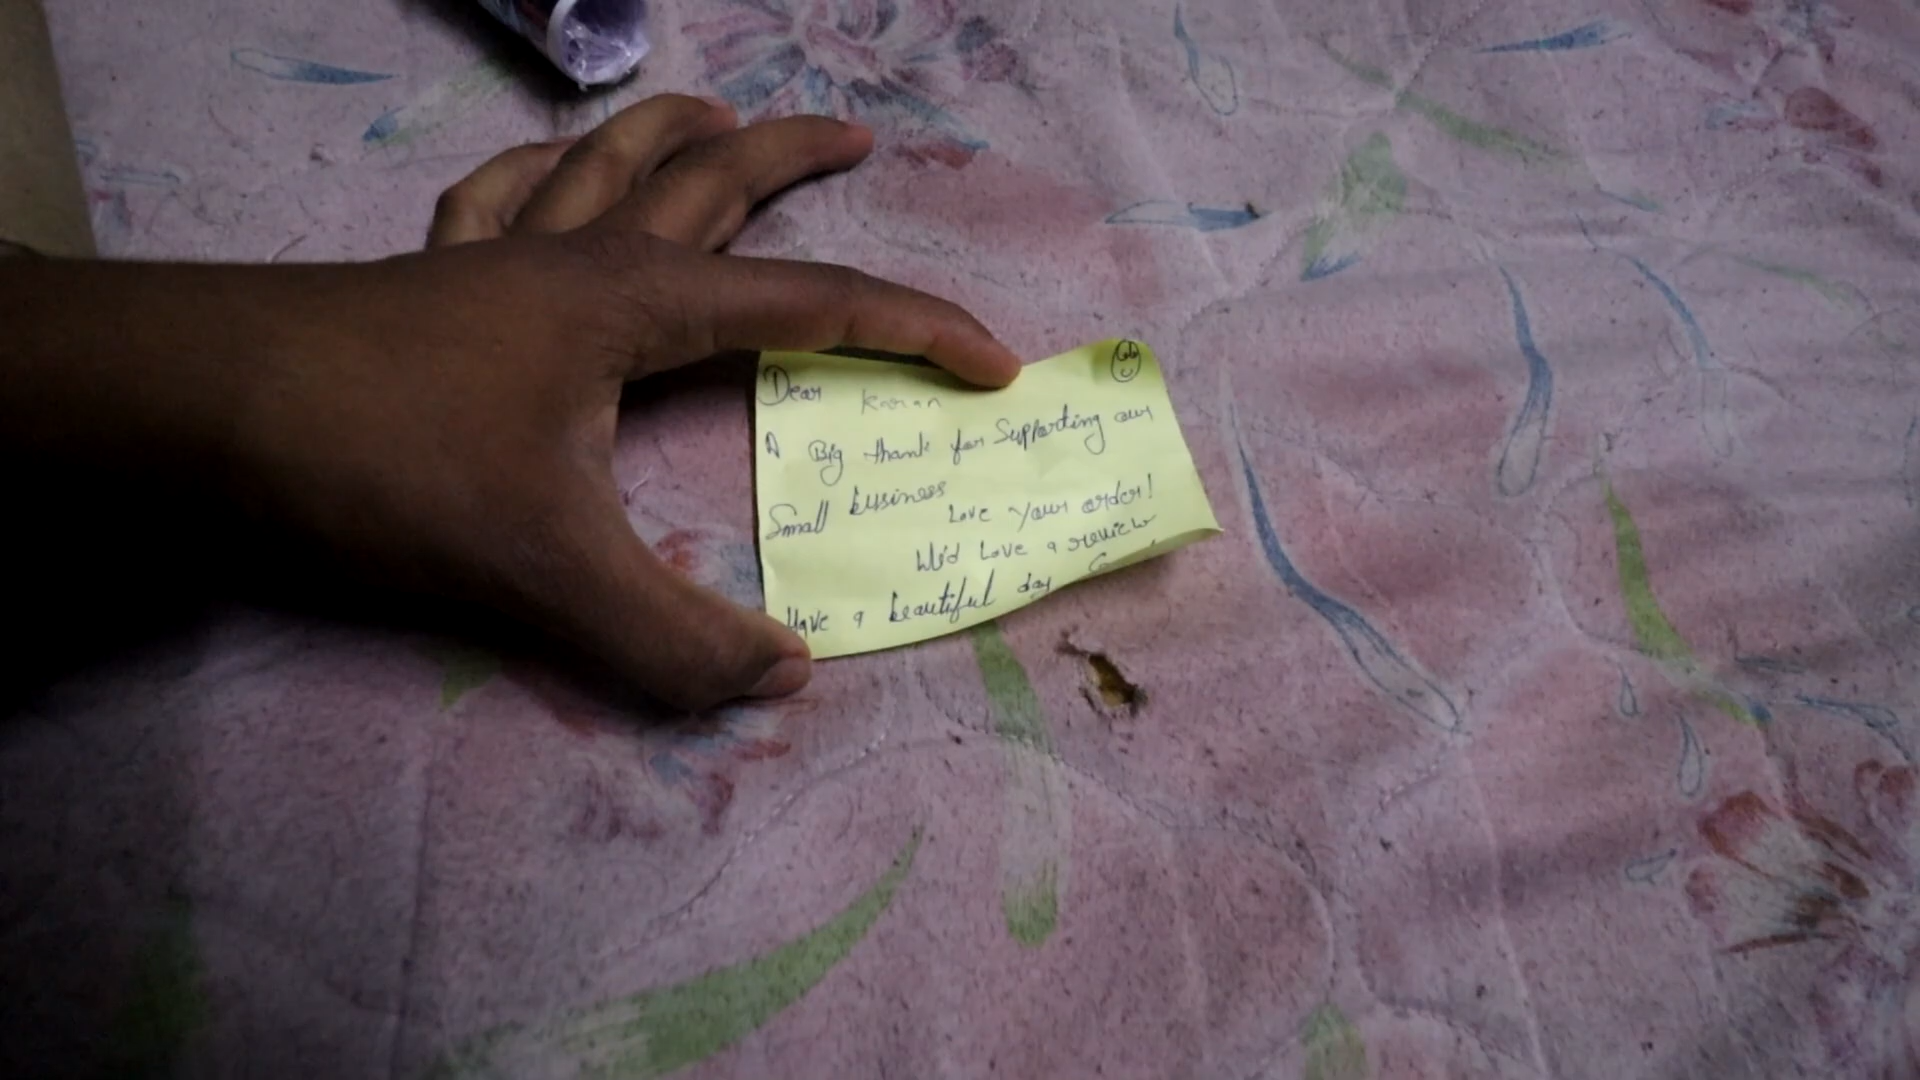 Dear Karan
A Big thank for Supporting our
Small business
Love your order!
We'd Love a review
Have a beautiful day